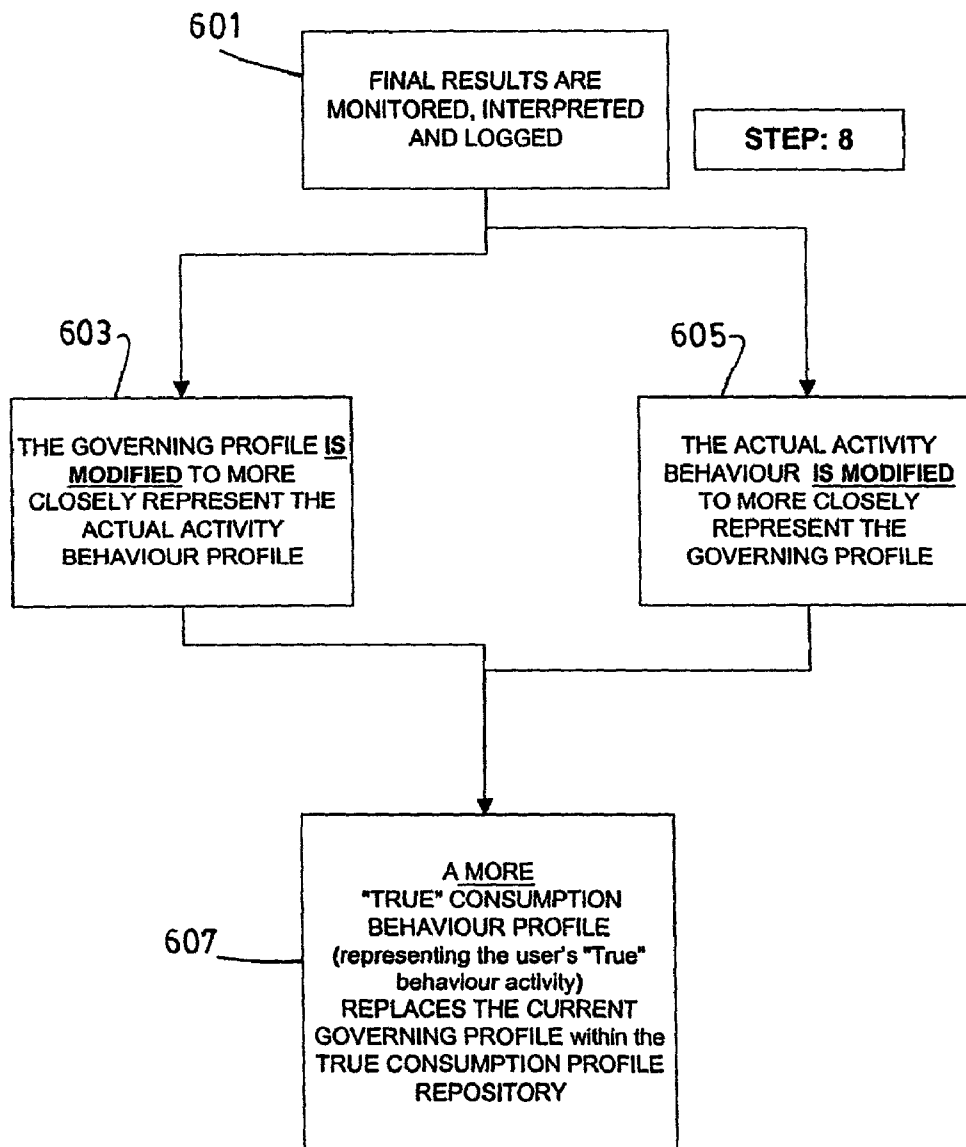 601
FINAL RESULTS ARE
MONITORED, INTERPRETED
AND LOGGED
STEP: 8
603
605
THE GOVERNING PROFILE IS
MODIFIED TO MORE
CLOSELY REPRESENT THE
ACTUAL ACTIVITY
BEHAVIOUR PROFILE
THE ACTUAL ACTIVITY
BEHAVIOUR IS MODIFIED
TO MORE CLOSELY
REPRESENT THE
GOVERNING PROFILE
607
A MORE
"TRUE" CONSUMPTION
BEHAVIOUR PROFILE
(representing the user's "True"
behaviour activity)
REPLACES THE CURRENT
GOVERNING PROFILE within the
TRUE CONSUMPTION PROFILE
REPOSITORY